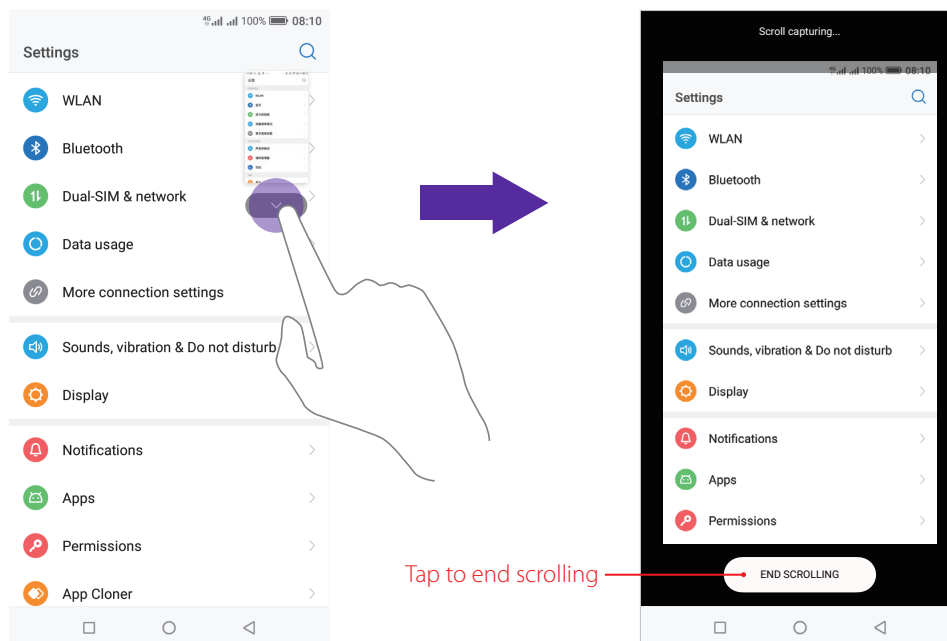 4G 100% 08:10
Settings
WLAN
Bluetooth
Dual-SIM & network
Data usage
More connection settings
Sounds, vibration & Do not disturb
Display
Notifications
Apps
Permissions
App Cloner
Scroll capturing...
4G 100% 08:10
Settings
WLAN
Bluetooth
Dual-SIM & network
Data usage
More connection settings
Sounds, vibration & Do not disturb
Display
Notifications
Apps
Permissions
Tap to end scrolling
END SCROLLING